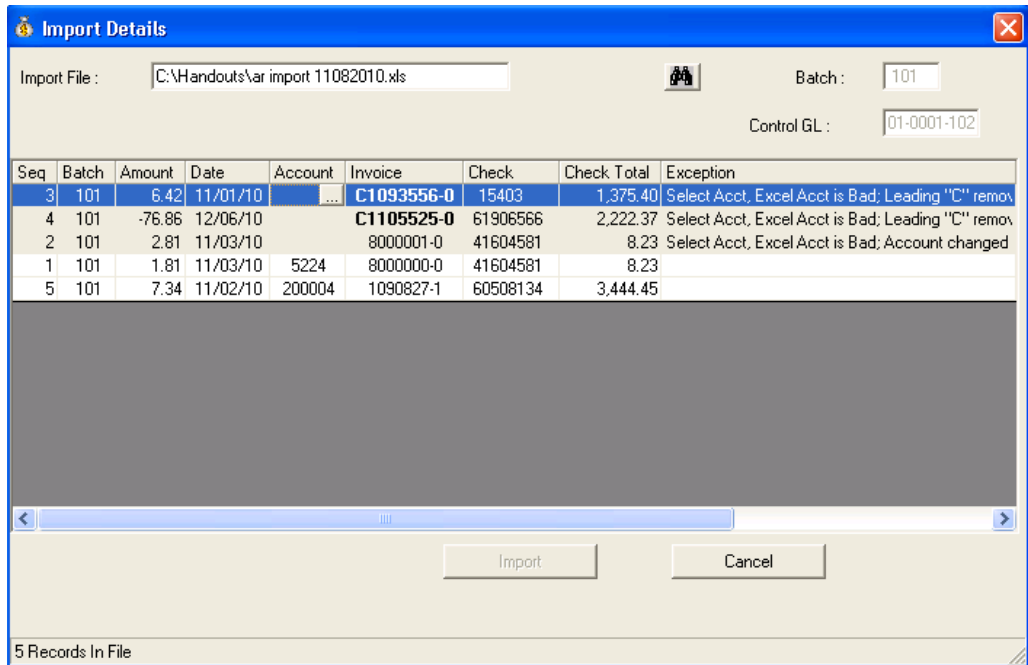 Import Details
Import File : C:\Handouts\ar import 11082010.xls Batch : 101
Control GL : 01-0001-102
Seq Batch Amount Date Account Invoice Check Check Total Exception
3 101 6.42 11/01/10 ... C1093556-0 15403 1,375.40 Select Acct, Excel Acct is Bad; Leading "C" remov
4 101 -76.86 12/06/10 C1105525-0 61906566 2,222.37 Select Acct, Excel Acct is Bad; Leading "C" remov
2 101 2.81 11/03/10 8000001-0 41604581 8.23 Select Acct, Excel Acct is Bad; Account changed
1 101 1.81 11/03/10 5224 8000000-0 41604581 8.23
5 101 7.34 11/02/10 200004 1090827-1 60508134 3,444.45
Import Cancel
5 Records In File